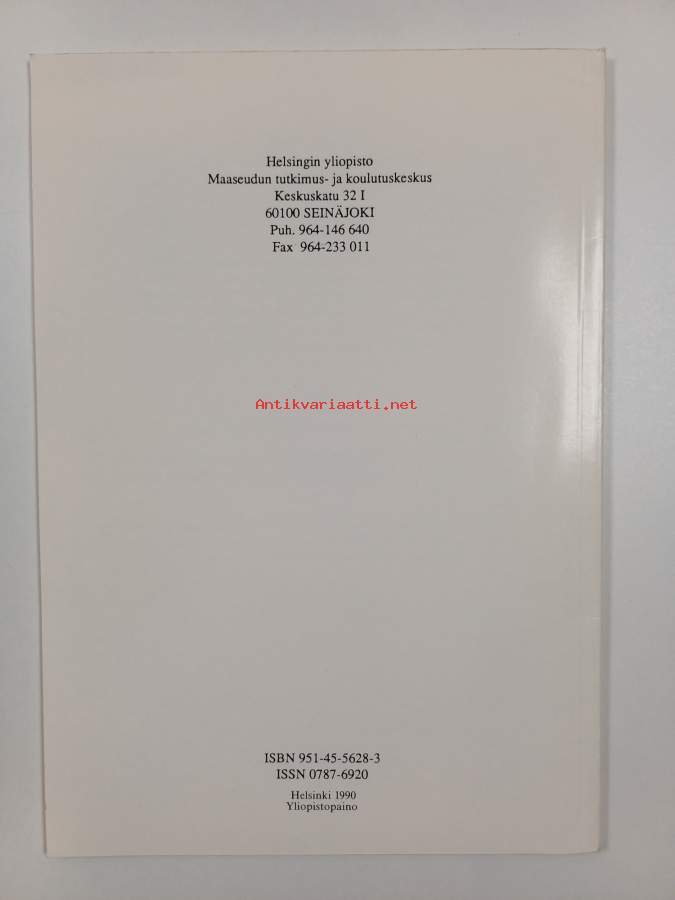 Helsingin yliopisto
Maaseudun tutkimus- ja koulutuskeskus
Keskuskatu 32 I
60100 SEINÄJOKI
Puh. 964-146 640
Fax 964-233 011
Antikvariaatti.net
ISBN 951-45-5628-3
ISSN 0787-6920
Helsinki 1990
Yliopistopaino